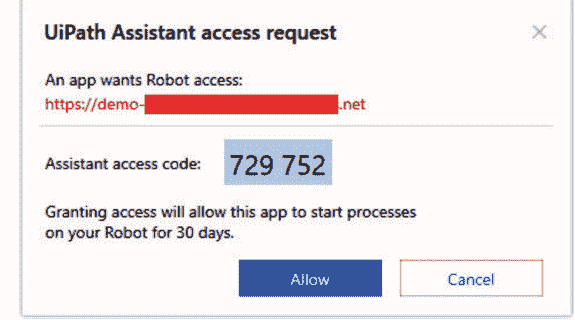 UiPath Assistant access request
An app wants Robot access:
https://demo-
.net
Assistant access code: 729 752
Granting access will allow this app to start processes
on your Robot for 30 days.
Allow Cancel